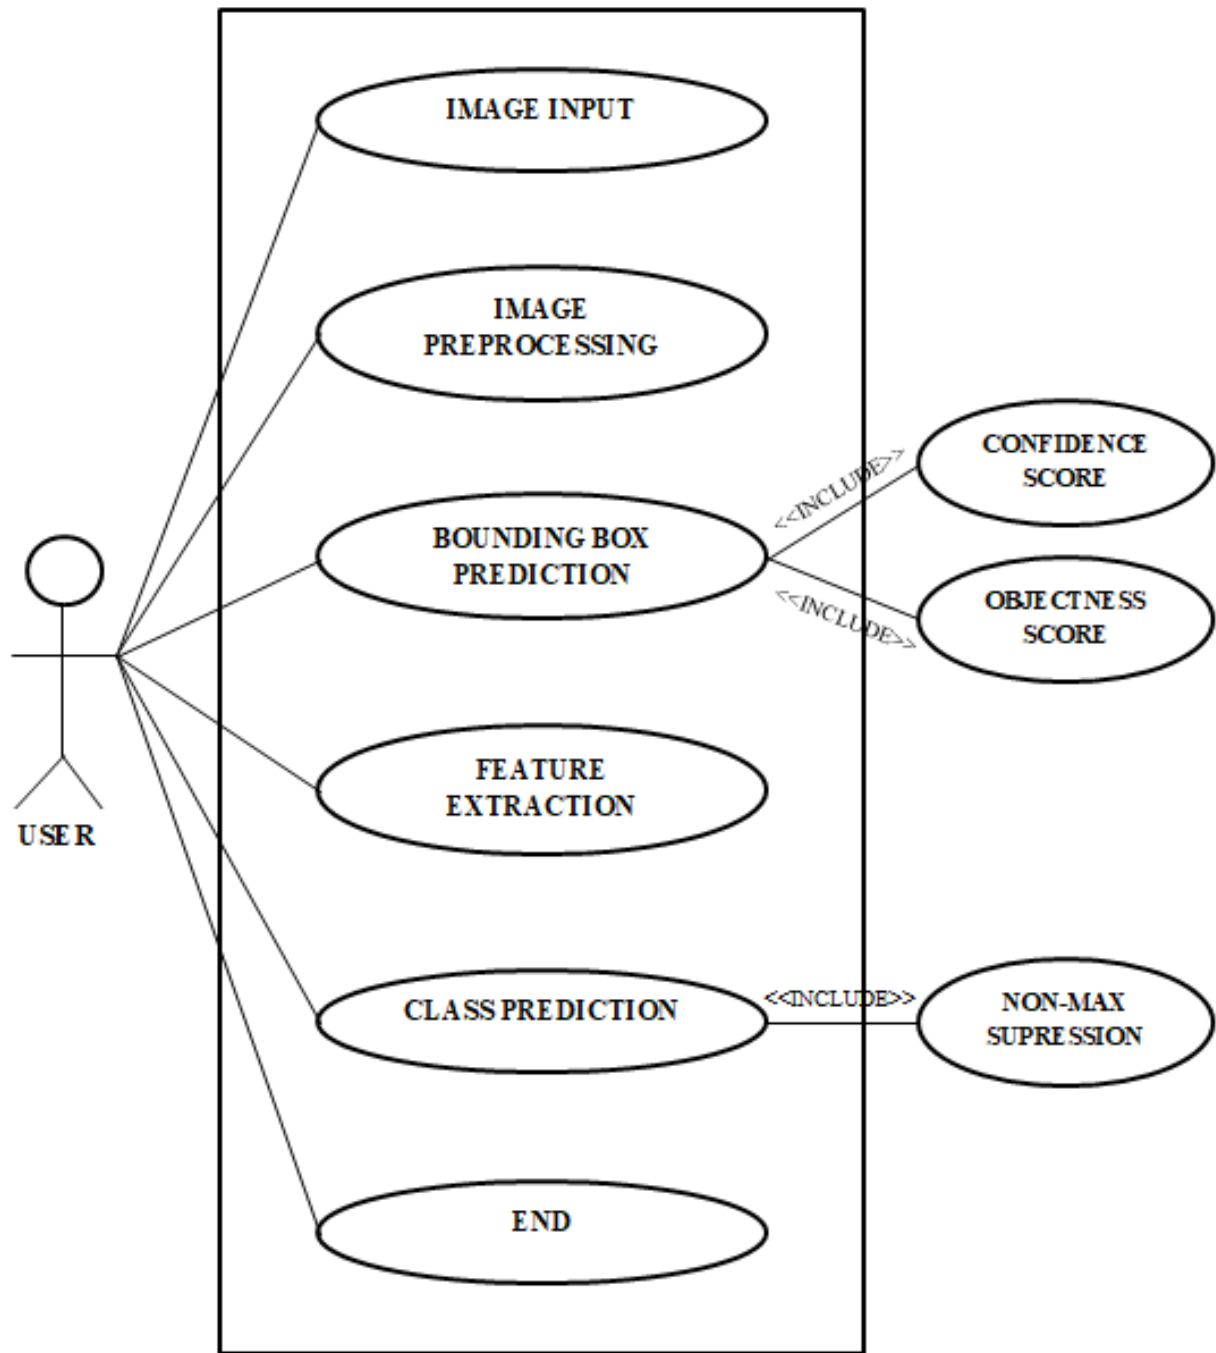 IMAGE INPUT
IMAGE
PREPROCESSING
BOUNDING BOX
PREDICTION
<<INCLUDE>>
CONFIDENCE
SCORE
<<INCLUDE>>
OBJECTNESS
SCORE
FEATURE
EXTRACTION
USER
CLASS PREDICTION
<<INCLUDE>>
NON-MAX
SUPRESSION
END